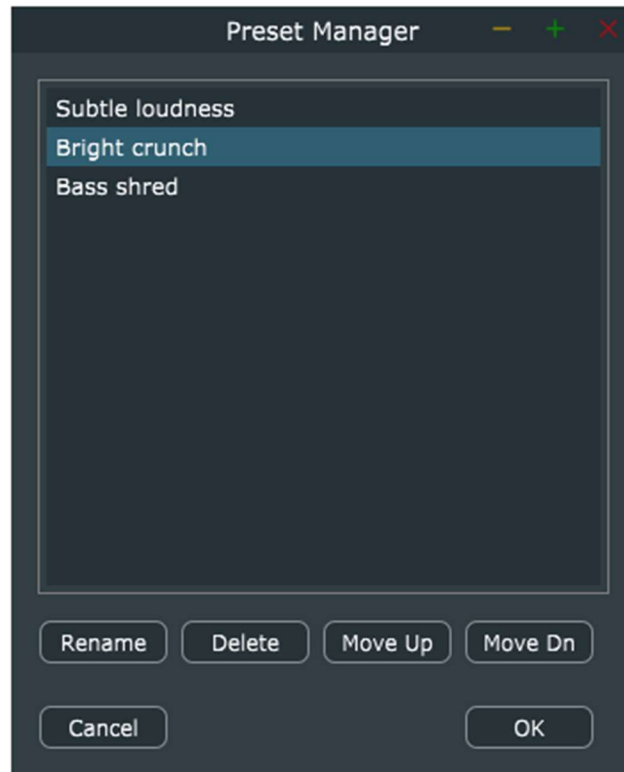 Preset Manager
Subtle loudness
Bright crunch
Bass shred
Rename Delete Move Up Move Dn
Cancel OK